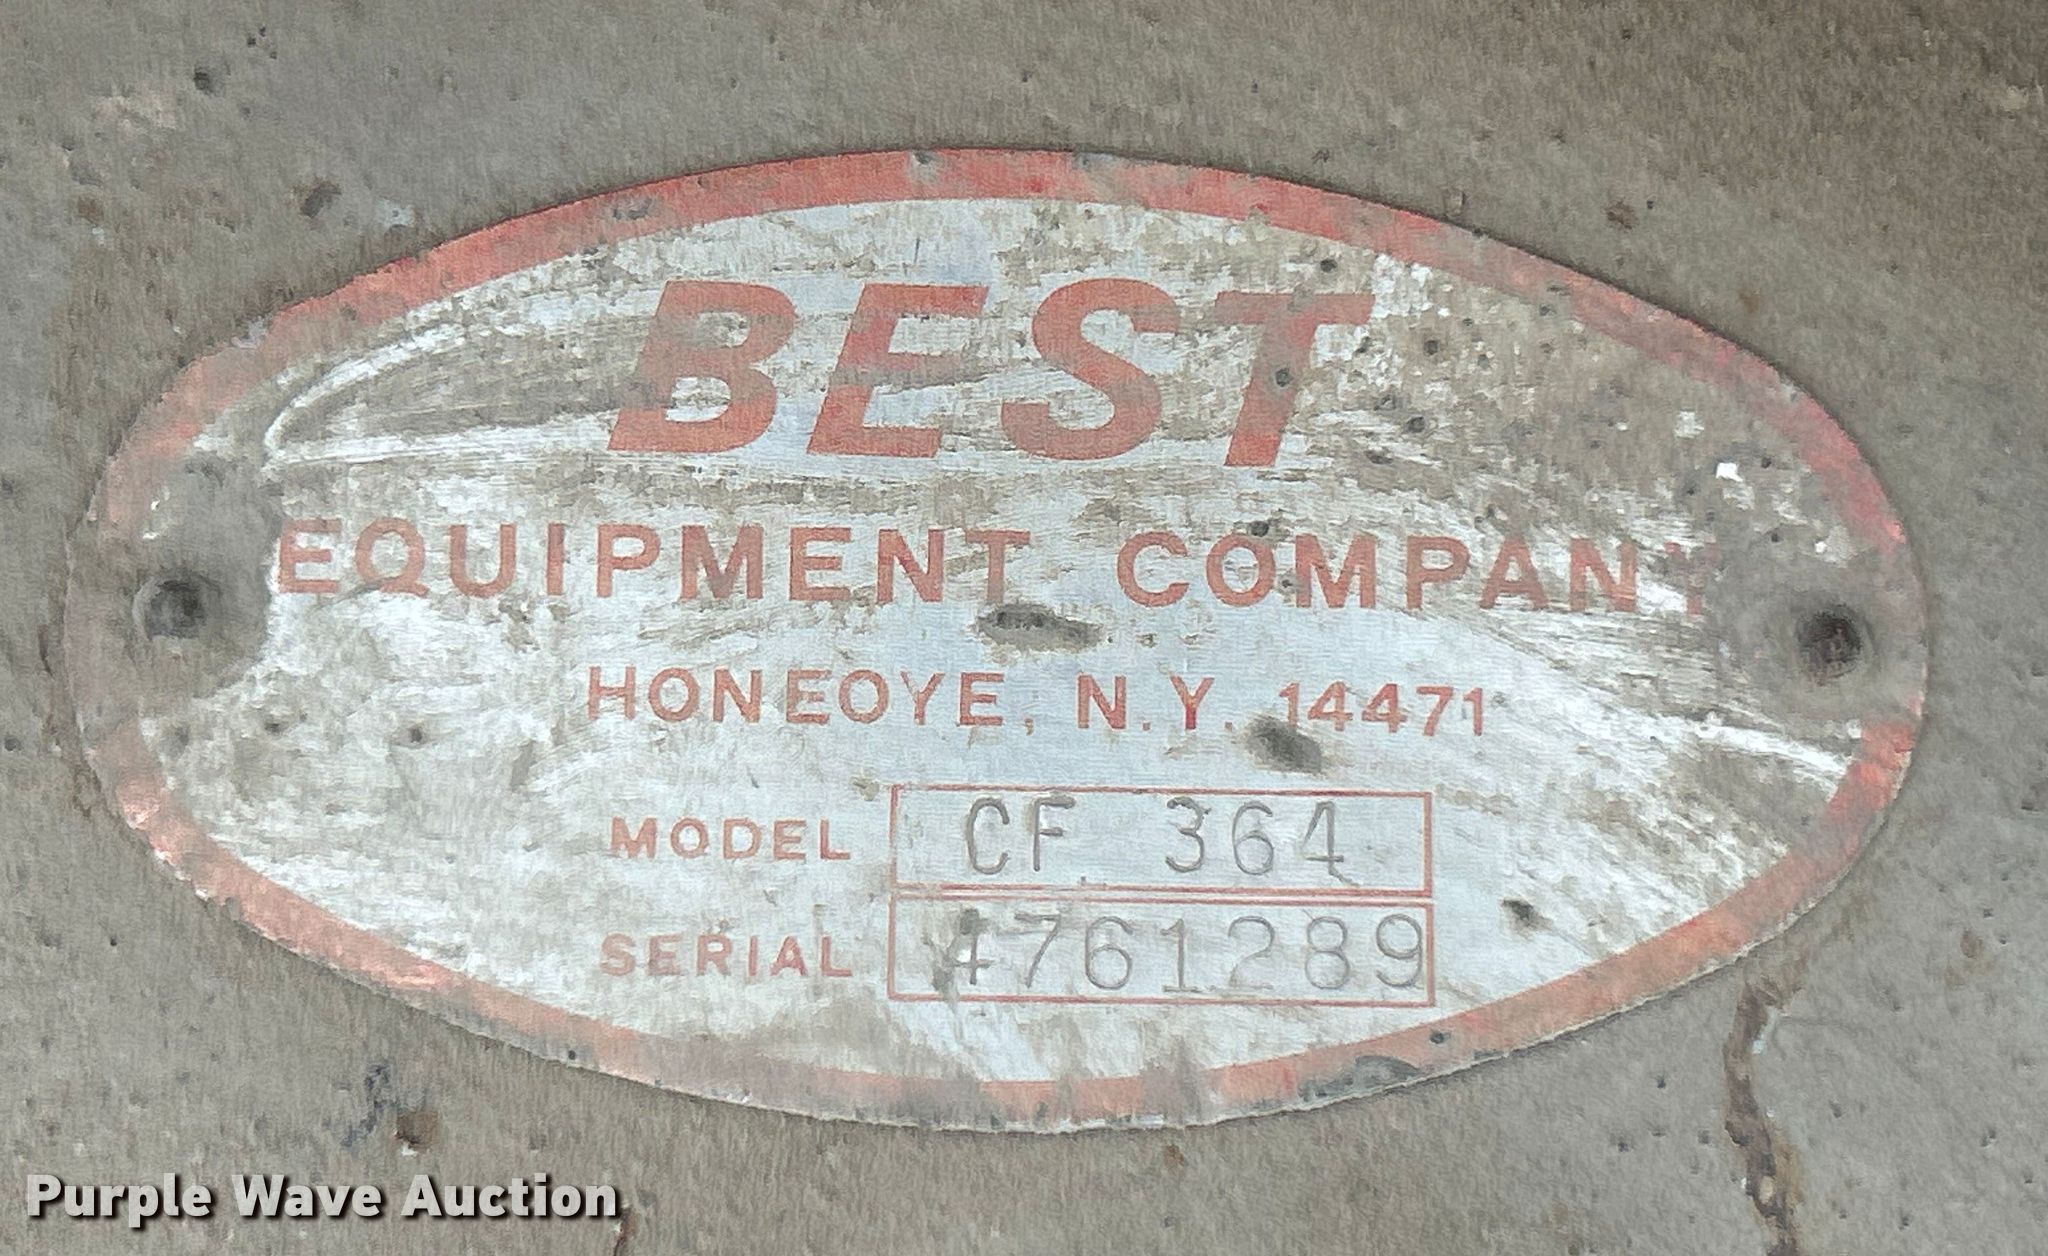 BEST
EQUIPMENT COMPANY
HONEOYE, N.Y. 14471
MODEL CF 364
SERIAL 4761289
Purple Wave Auction